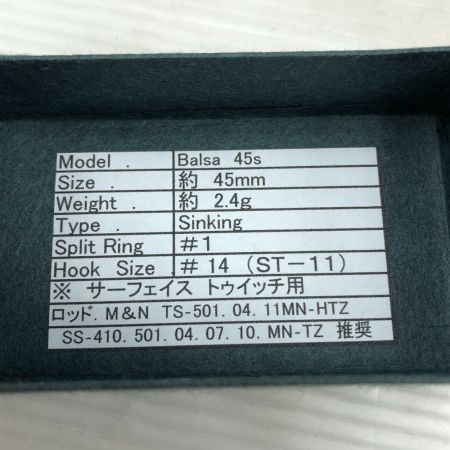 Model . Balsa 45s
Size . 約 45mm
Weight . 約 2.4g
Type . Sinking
Split Ring #1
Hook Size . #14 (ST-11)
※ サーフェイス トゥイッチ用
ロッド. M&N TS-501. 04. 11MN-HTZ
SS-410. 501. 04. 07. 10. MN-TZ 推奨